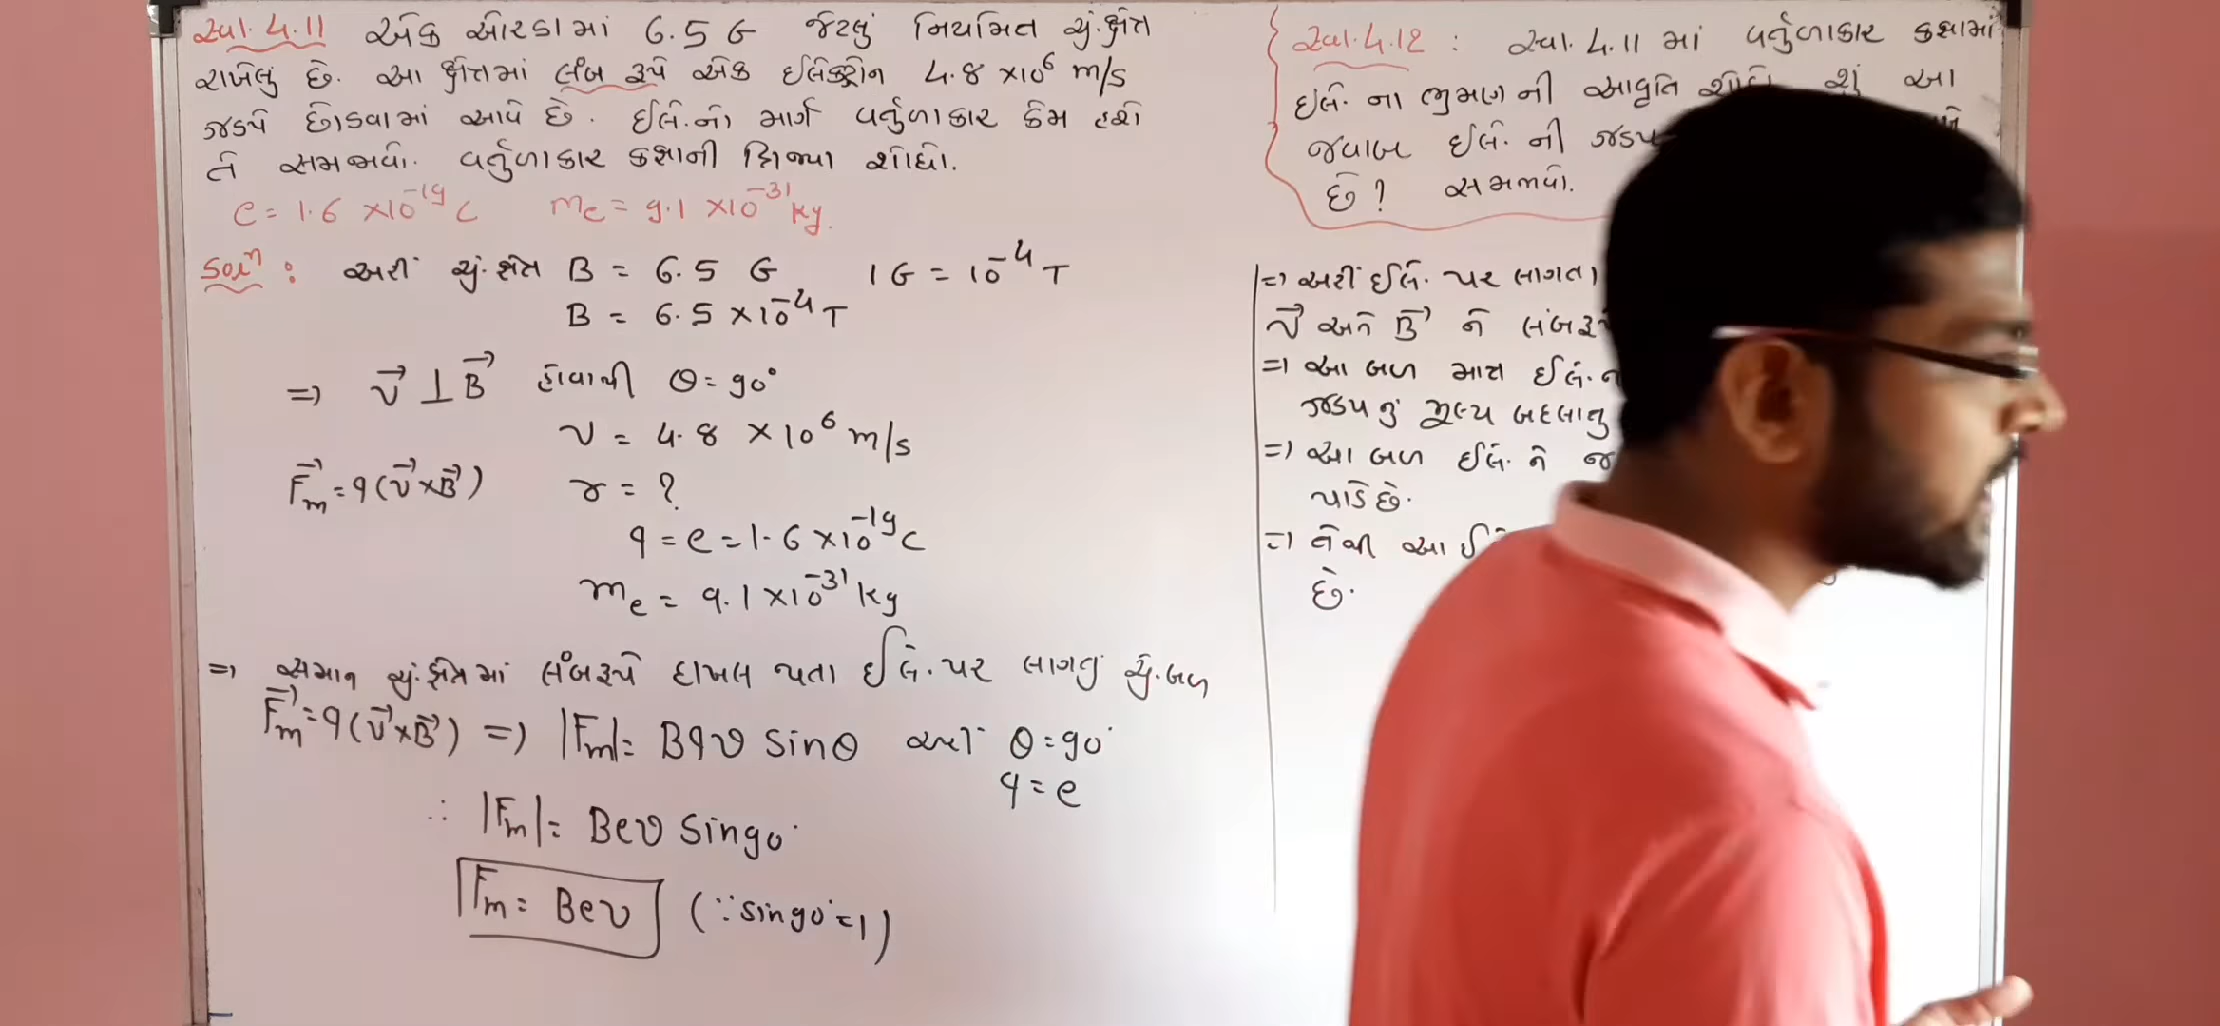 સ્વા. 4.11 એક ઓરડામાં 6.5 G જેટલું નિયમિત ચું.ક્ષેત્ર
રાખેલું છે. આ ક્ષેત્રમાં લંબ રૂપે એક ઈલેક્ટ્રોન 4.8 ×10⁶ m/s
જડપે છોડવામાં આવે છે. ઈલે.નો માર્ગ વર્તુળાકાર કેમ હશે
તે સમજાવો. વર્તુળાકાર કક્ષાની ત્રિજ્યા શોધો.
e = 1.6 ×10⁻¹⁹ C me = 9.1 ×10⁻³¹ kg.
Solⁿ : અહીં ચું.ક્ષેત્ર B = 6.5 G 1 G = 10⁻⁴ T
B = 6.5 ×10⁻⁴ T
⇒ v⃗ ⊥ B⃗ હોવાથી θ = 90°
v = 4.8 ×10⁶ m/s
F⃗m = q(v⃗×B⃗) r = ?
q = e = 1.6 ×10⁻¹⁹ C
me = 9.1 ×10⁻³¹ kg
⇒ સમાન ચું.ક્ષેત્રમાં લંબરૂપે દાખલ થતા ઈલે. પર લાગતું ચું.બળ
F⃗m = q(v⃗×B⃗) ⇒ |Fm| = Bqv sinθ અહીં θ = 90°
q = e
∴ |Fm| = Bev sin90°
Fm = Bev (∵ sin90° = 1)
સ્વા. 4.12 : સ્વા. 4.11 માં વર્તુળાકાર કક્ષામાં
ઈલે. ના ભ્રમણ ની આવૃતિ શોધો શું આ
જવાબ ઈલે. ની જડપ
છે? સમજાવો.
⇒ અહીં ઈલે. પર લાગતા
v⃗ અને B⃗ ને લંબરૂપે
⇒ આ બળ માત્ર ઈલે.ન
જડપનું મૂલ્ય બદલાતુ
⇒ આ બળ ઈલે. ને
પાડે છે.
⇒ તેથી આ
છે.